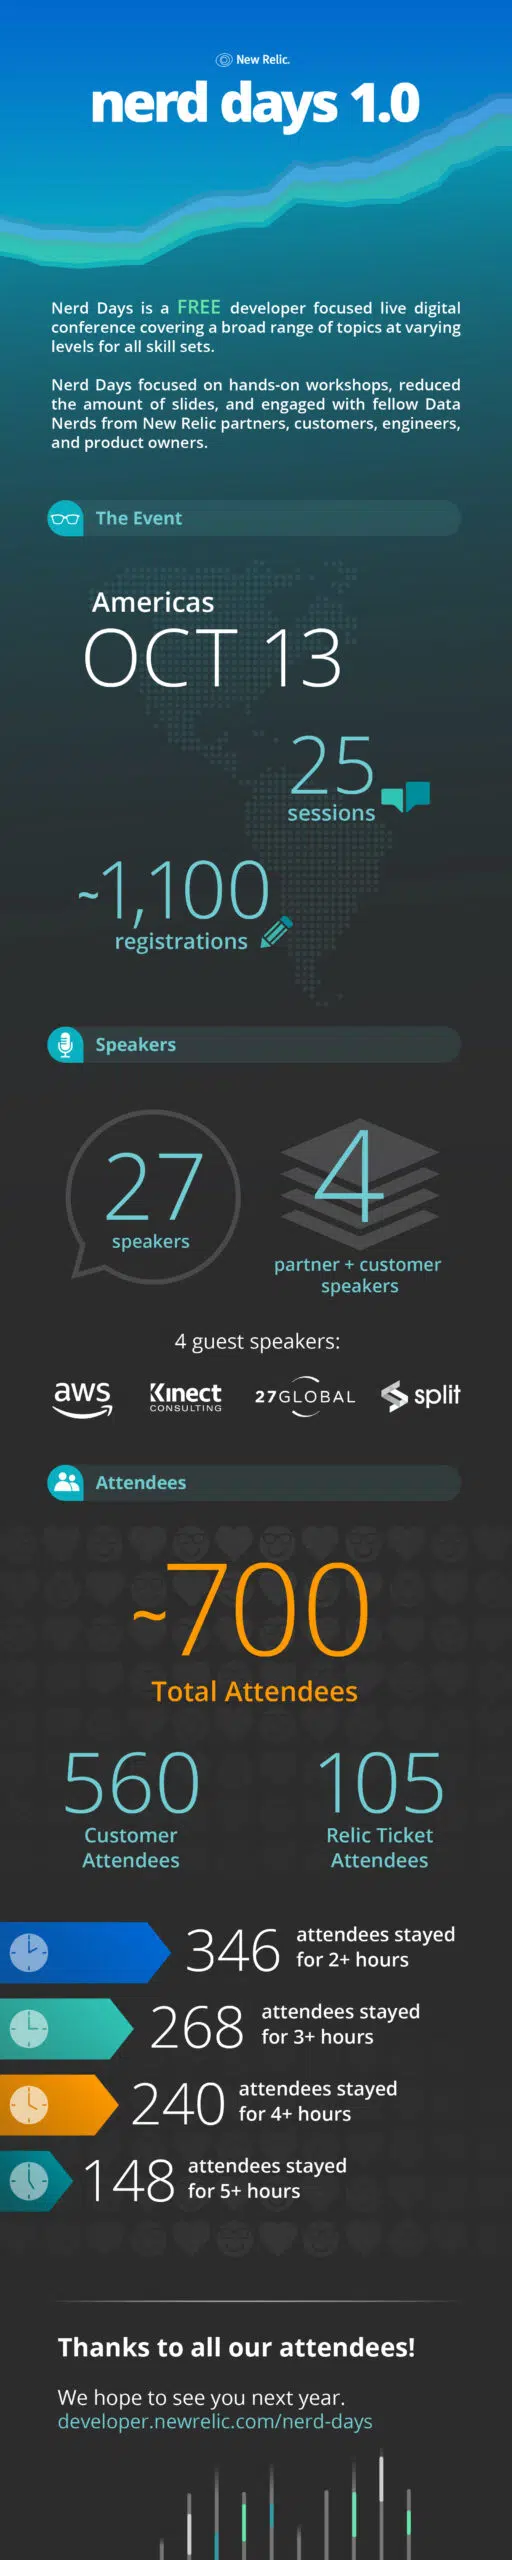 New Relic.
nerd days 1.0
Nerd Days is a FREE developer focused live digital
conference covering a broad range of topics at varying
levels for all skill sets.
Nerd Days focused on hands-on workshops, reduced
the amount of slides, and engaged with fellow Data
Nerds from New Relic partners, customers, engineers,
and product owners.
The Event
Americas
OCT 13
25
sessions
~1,100
registrations
Speakers
27
speakers
4
partner + customer
speakers
4 guest speakers:
aws
Kinect
CONSULTING
27GLOBAL
split
Attendees
~700
Total Attendees
560
Customer
Attendees
105
Relic Ticket
Attendees
346
attendees stayed
for 2+ hours
268
attendees stayed
for 3+ hours
240
attendees stayed
for 4+ hours
148
attendees stayed
for 5+ hours
Thanks to all our attendees!
We hope to see you next year.
developer.newrelic.com/nerd-days